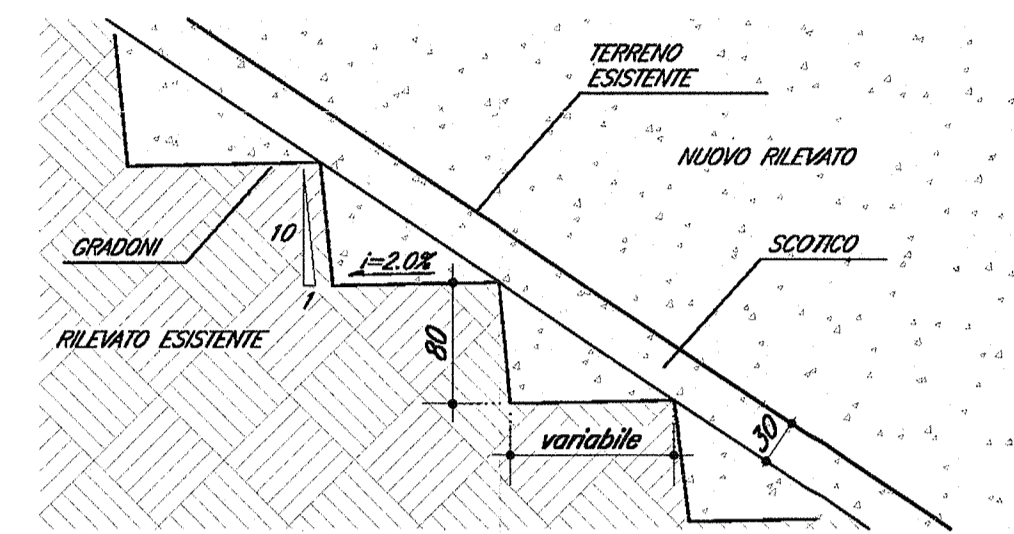 TERRENO
ESISTENTE
NUOVO RILEVATO
GRADONI
10
1
i=2.0%
SCOTICO
RILEVATO ESISTENTE
80
variabile
30